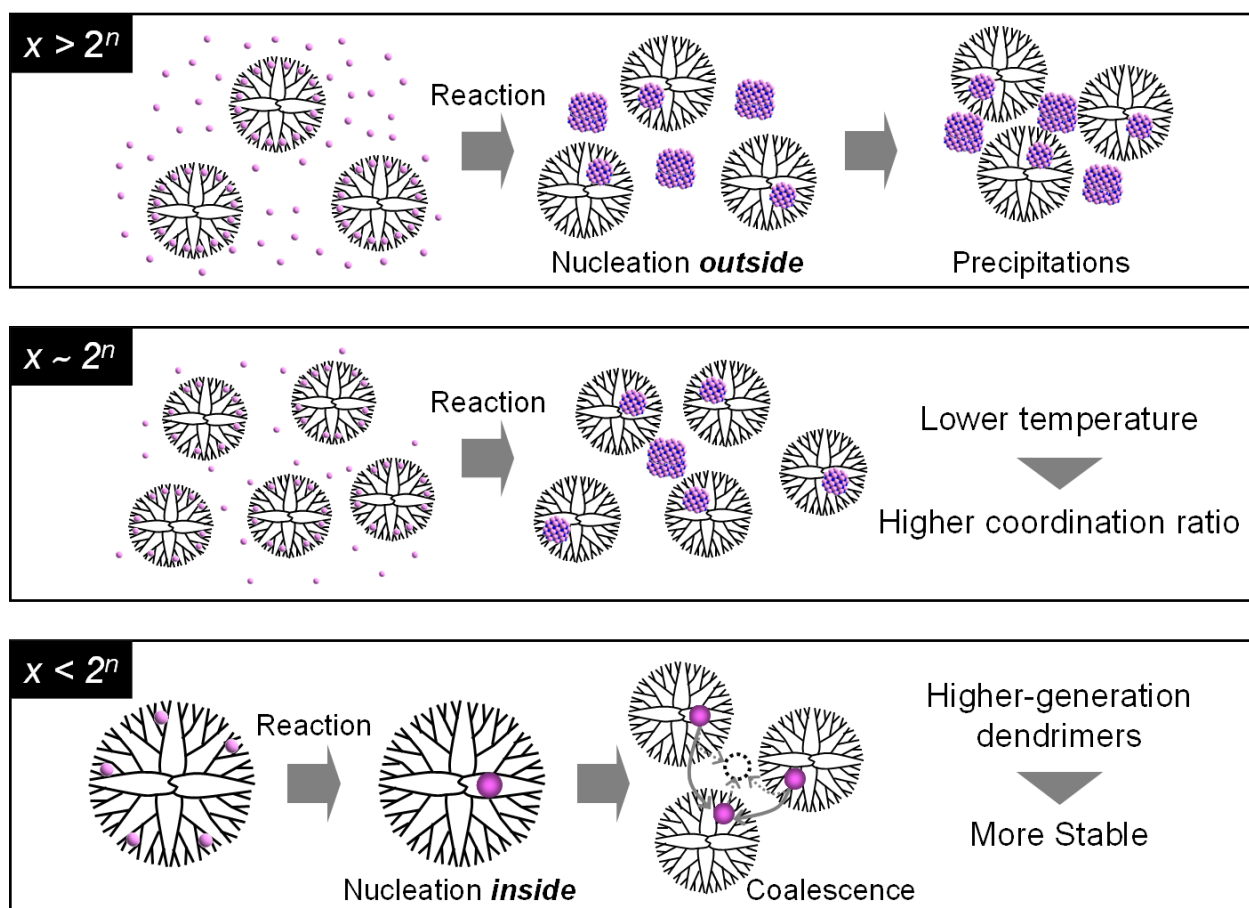 x > 2ⁿ
Reaction
Nucleation outside
Precipitations
x ~ 2ⁿ
Reaction
Lower temperature
Higher coordination ratio
x < 2ⁿ
Reaction
Nucleation inside
Coalescence
Higher-generation
dendrimers
More Stable